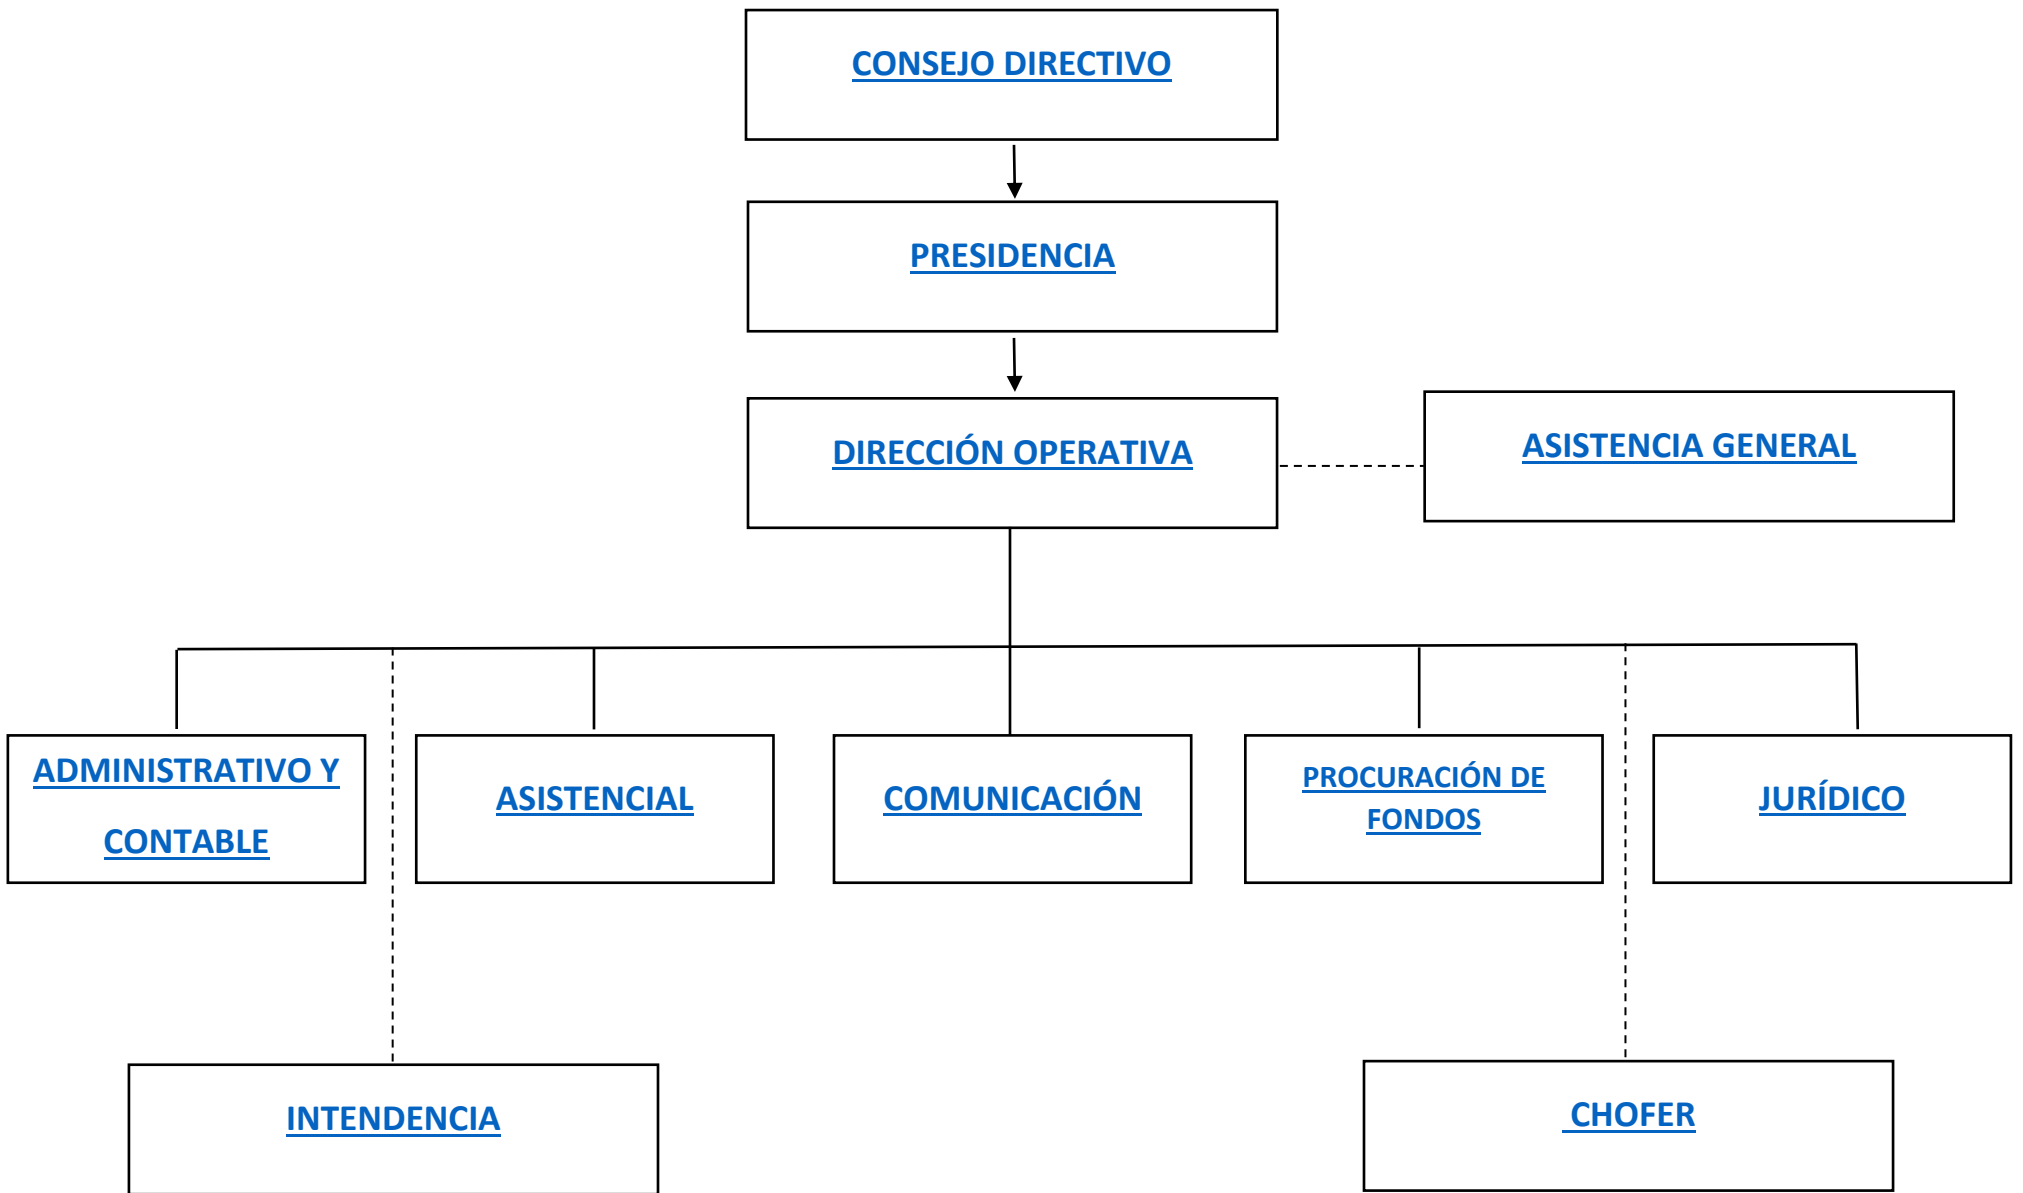 CONSEJO DIRECTIVO
PRESIDENCIA
DIRECCIÓN OPERATIVA
ASISTENCIA GENERAL
ADMINISTRATIVO Y
CONTABLE
ASISTENCIAL
COMUNICACIÓN
PROCURACIÓN DE
FONDOS
JURÍDICO
INTENDENCIA
CHOFER